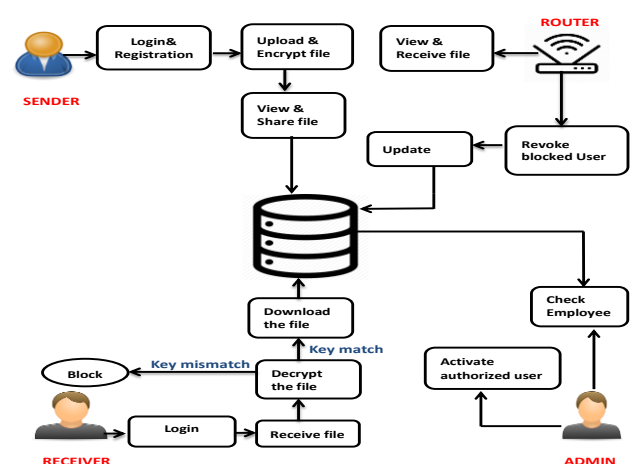 ROUTER
Login&
Registration
Upload &
Encrypt file
View &
Receive file
SENDER
View &
Share file
Update
Revoke
blocked User
Download
the file
Check
Employee
Key match
Key mismatch
Block
Decrypt
the file
Activate
authorized user
Login
Receive file
RECEIVER
ADMIN